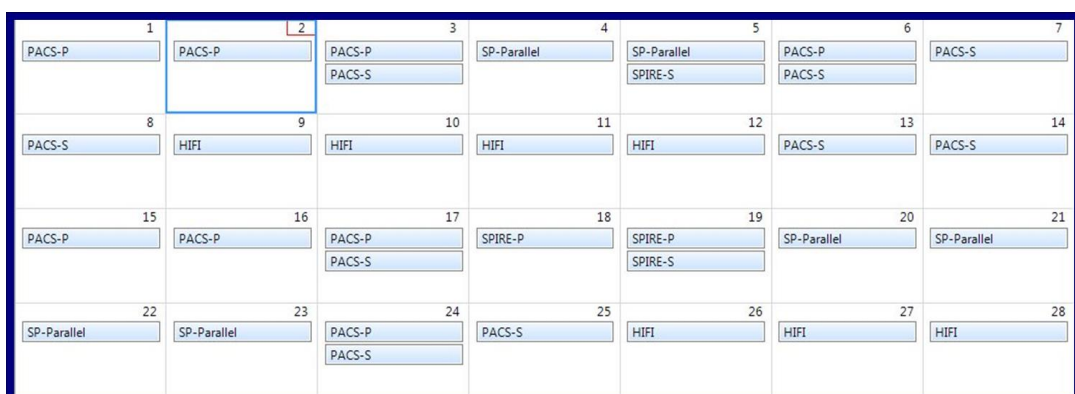 1 2 3 4 5 6 7
PACS-P PACS-P PACS-P SP-Parallel SP-Parallel PACS-P PACS-S
PACS-S SPIRE-S PACS-S
8 9 10 11 12 13 14
PACS-S HIFI HIFI HIFI HIFI PACS-S PACS-S
15 16 17 18 19 20 21
PACS-P PACS-P PACS-P SPIRE-P SPIRE-P SP-Parallel SP-Parallel
PACS-S SPIRE-S
22 23 24 25 26 27 28
SP-Parallel SP-Parallel PACS-P PACS-S HIFI HIFI HIFI
PACS-S